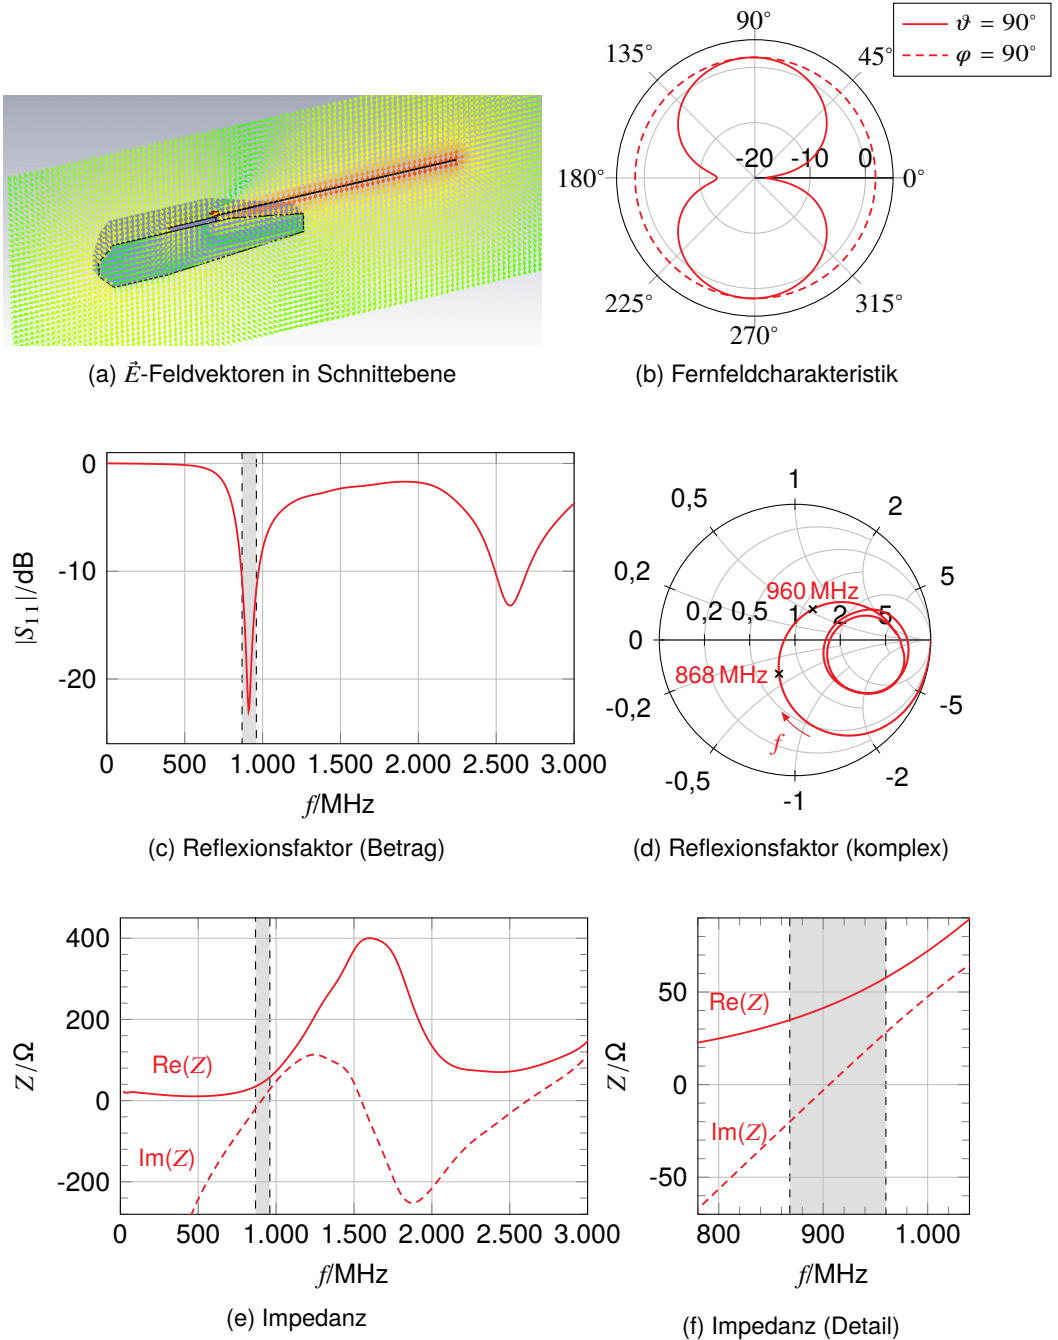 90°
ϑ = 90°
φ = 90°
135°
45°
180°
-20 -10 0
0°
225°
315°
270°
(a) E⃗-Feldvektoren in Schnittebene
(b) Fernfeldcharakteristik
0
-10
-20
|S₁₁|/dB
0 500 1.000 1.500 2.000 2.500 3.000
f/MHz
(c) Reflexionsfaktor (Betrag)
1
0,5
2
0,2
5
960 MHz
0,2 0,5 1 2 5
0
868 MHz
-0,2
-5
f
-0,5
-2
-1
(d) Reflexionsfaktor (komplex)
400
200
0
-200
Z/Ω
Re(Z)
Im(Z)
0 500 1.000 1.500 2.000 2.500 3.000
f/MHz
(e) Impedanz
50
0
-50
Z/Ω
Re(Z)
Im(Z)
800 900 1.000
f/MHz
(f) Impedanz (Detail)